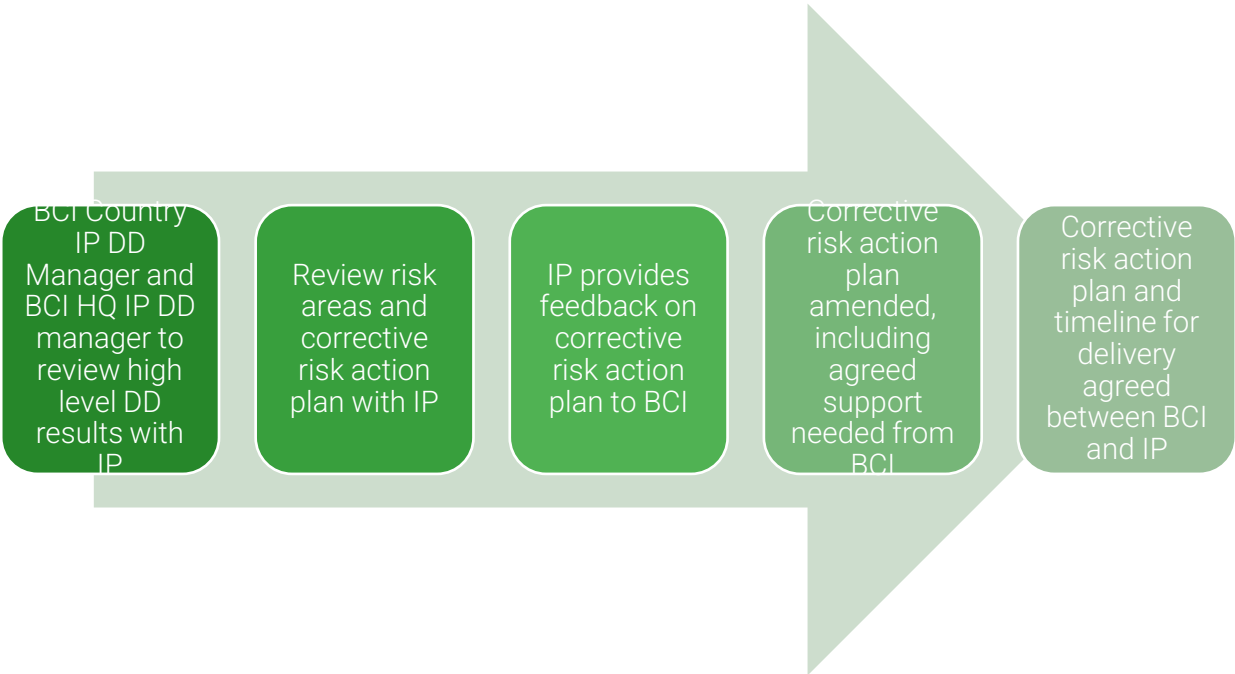 BCI Country
IP DD
Manager and
BCI HQ IP DD
manager to
review high
level DD
results with
IP
Review risk
areas and
corrective
risk action
plan with IP
IP provides
feedback on
corrective
risk action
plan to BCI
Corrective
risk action
plan
amended,
including
agreed
support
needed from
BCI
Corrective
risk action
plan and
timeline for
delivery
agreed
between BCI
and IP